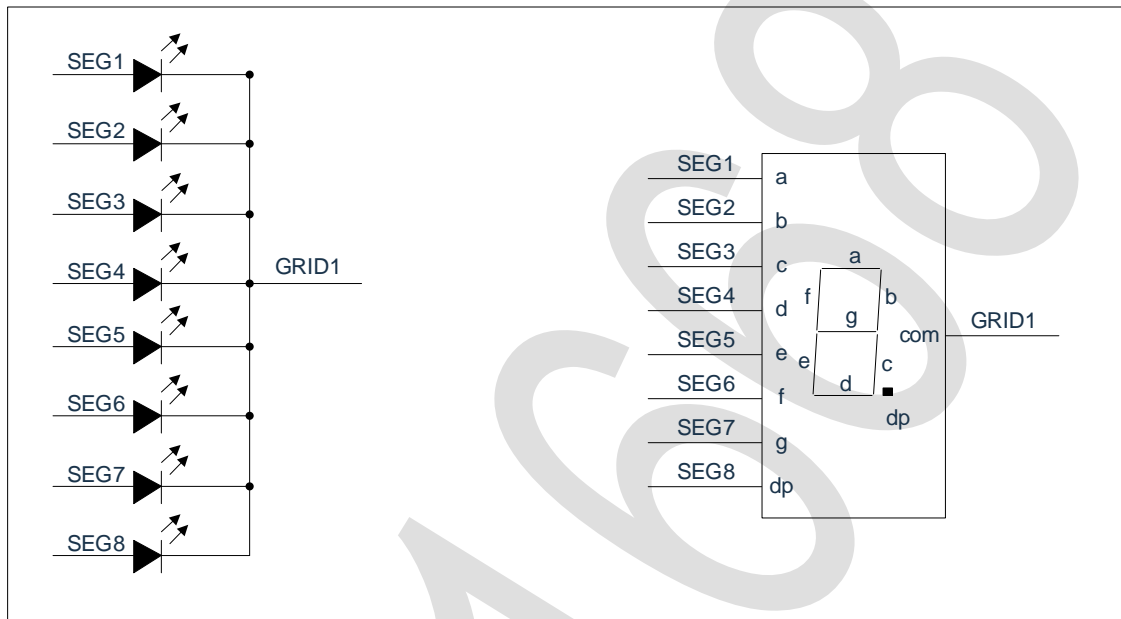 SEG1
SEG2
SEG3
SEG4
SEG5
SEG6
SEG7
SEG8
GRID1
SEG1
SEG2
SEG3
SEG4
SEG5
SEG6
SEG7
SEG8
a
b
c
d
e
f
g
dp
a
f
b
g
e
c
d
dp
com
GRID1
1668